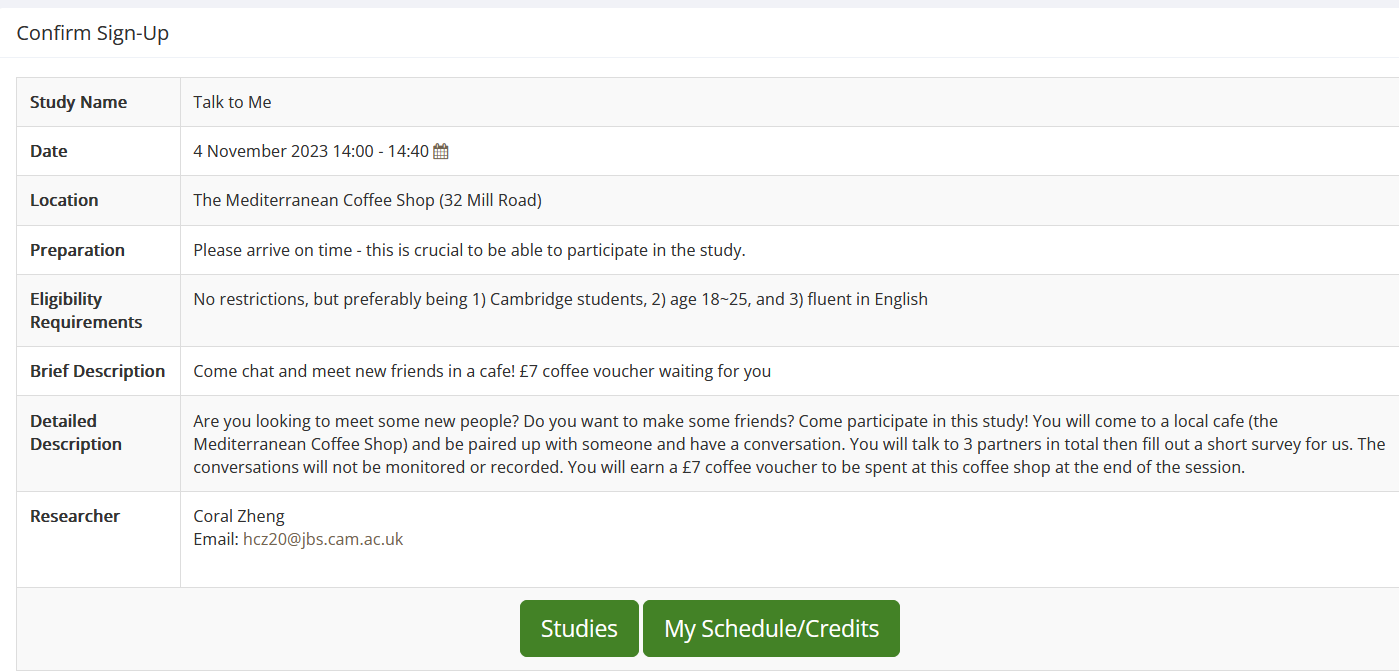 Confirm Sign-Up
Study Name
Talk to Me
Date
4 November 2023 14:00 - 14:40
Location
The Mediterranean Coffee Shop (32 Mill Road)
Preparation
Please arrive on time - this is crucial to be able to participate in the study.
Eligibility
Requirements
No restrictions, but preferably being 1) Cambridge students, 2) age 18~25, and 3) fluent in English
Brief Description
Come chat and meet new friends in a cafe! £7 coffee voucher waiting for you
Detailed
Description
Are you looking to meet some new people? Do you want to make some friends? Come participate in this study! You will come to a local cafe (the
Mediterranean Coffee Shop) and be paired up with someone and have a conversation. You will talk to 3 partners in total then fill out a short survey for us. The
conversations will not be monitored or recorded. You will earn a £7 coffee voucher to be spent at this coffee shop at the end of the session.
Researcher
Coral Zheng
Email: hcz20@jbs.cam.ac.uk
Studies
My Schedule/Credits